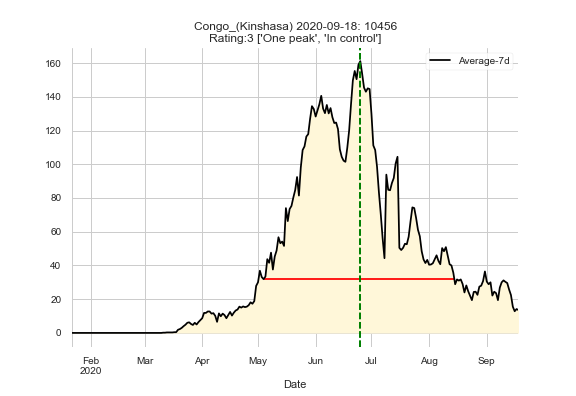 Congo_(Kinshasa) 2020-09-18: 10456
Rating:3 ['One peak', 'In control']
Average-7d
160
140
120
100
80
60
40
20
0
Feb Mar Apr May Jun Jul Aug Sep
2020
Date